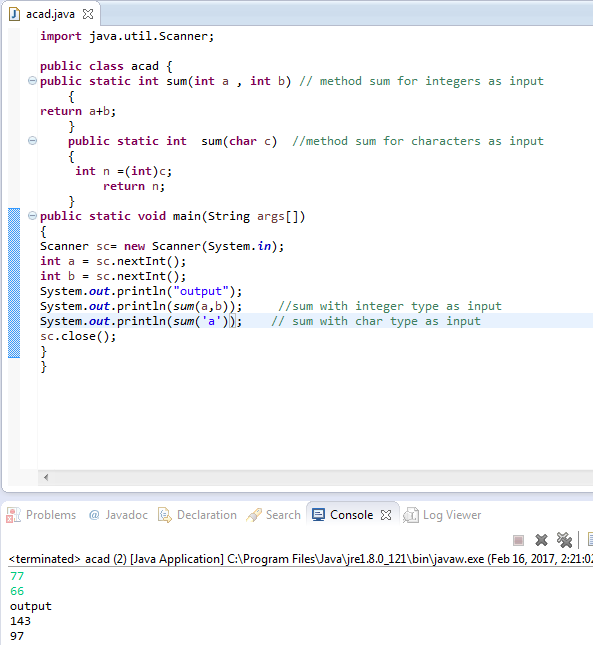 acad.java
import java.util.Scanner;
public class acad {
public static int sum(int a , int b) // method sum for integers as input
{
return a+b;
}
public static int  sum(char c)  //method sum for characters as input
{
int n =(int)c;
return n;
}
public static void main(String args[])
{
Scanner sc= new Scanner(System.in);
int a = sc.nextInt();
int b = sc.nextInt();
System.out.println("output");
System.out.println(sum(a,b));     //sum with integer type as input
System.out.println(sum('a'));    // sum with char type as input
sc.close();
}
}
Problems @ Javadoc Declaration Search Console Log Viewer
<terminated> acad (2) [Java Application] C:\Program Files\Java\jre1.8.0_121\bin\javaw.exe (Feb 16, 2017, 2:21:02
77
66
output
143
97